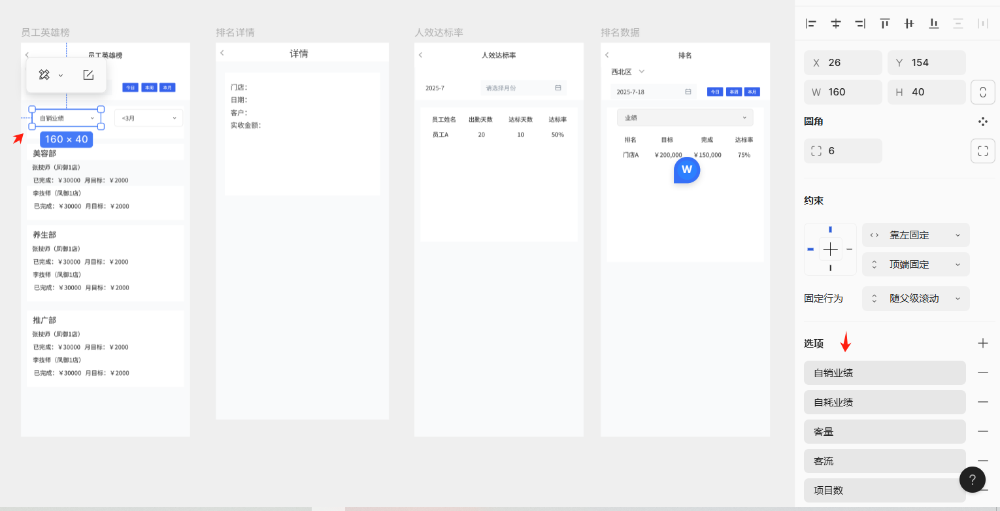 员工英雄榜
员工英雄榜
今日 本周 本月
自销业绩
<3月
160 × 40
美容部
张技师（凤御1店）
已完成：￥30000 月目标：￥2000
李技师（凤御1店）
已完成：￥30000 月目标：￥2000
养生部
张技师（凤御1店）
已完成：￥30000 月目标：￥2000
李技师（凤御1店）
已完成：￥30000 月目标：￥2000
推广部
张技师（凤御1店）
已完成：￥30000 月目标：￥2000
李技师（凤御1店）
已完成：￥30000 月目标：￥2000
排名详情
详情
门店：
日期：
客户：
实收金额：
人效达标率
人效达标率
2025-7
请选择月份
员工姓名 出勤天数 达标天数 达标率
员工A 20 10 50%
排名数据
排名
西北区
2025-7-18
今日 本周 本月
业绩
排名 目标 完成 达标率
门店A ￥200,000 ￥150,000 75%
W
X 26
Y 154
W 160
H 40
圆角
6
约束
靠左固定
顶端固定
固定行为
随父级滚动
选项
自销业绩
自耗业绩
客量
客流
项目数
?